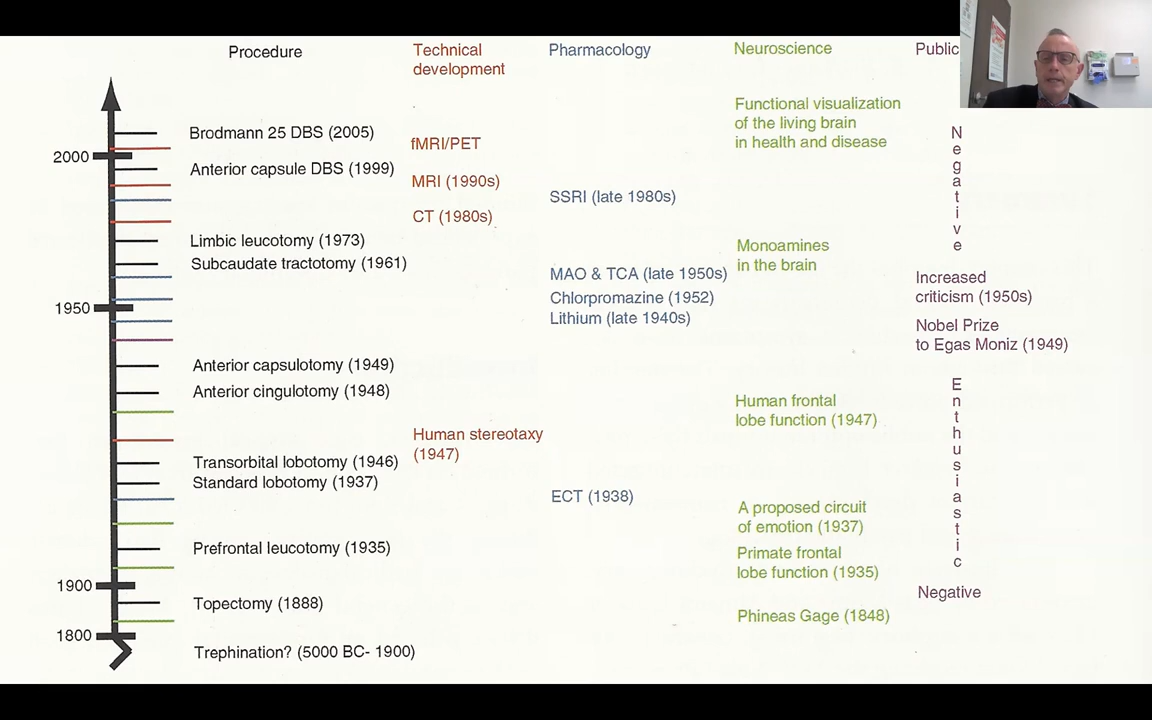 Procedure
Technical
development
Pharmacology
Neuroscience
Public
Functional visualization
of the living brain
in health and disease
Brodmann 25 DBS (2005)
fMRI/PET
2000
Anterior capsule DBS (1999)
MRI (1990s)
SSRI (late 1980s)
CT (1980s)
Negative
Limbic leucotomy (1973)
Monoamines
in the brain
Subcaudate tractotomy (1961)
MAO & TCA (late 1950s)
Increased
criticism (1950s)
Chlorpromazine (1952)
1950
Lithium (late 1940s)
Nobel Prize
to Egas Moniz (1949)
Anterior capsulotomy (1949)
Anterior cingulotomy (1948)
Human frontal
lobe function (1947)
Enthusiastic
Human stereotaxy
(1947)
Transorbital lobotomy (1946)
Standard lobotomy (1937)
ECT (1938)
A proposed circuit
of emotion (1937)
Prefrontal leucotomy (1935)
Primate frontal
lobe function (1935)
1900
Negative
Topectomy (1888)
Phineas Gage (1848)
1800
Trephination? (5000 BC- 1900)